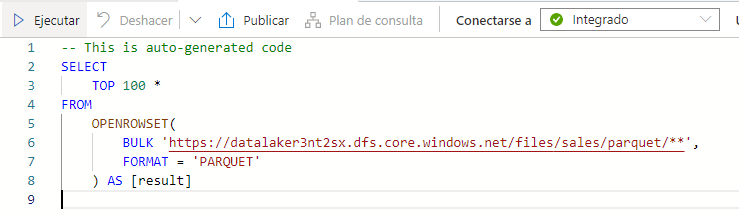 Ejecutar Deshacer Publicar Plan de consulta Conectarse a Integrado
1 -- This is auto-generated code
2 SELECT
3 TOP 100 *
4 FROM
5 OPENROWSET(
6 BULK 'https://datalaker3nt2sx.dfs.core.windows.net/files/sales/parquet/**',
7 FORMAT = 'PARQUET'
8 ) AS [result]
9